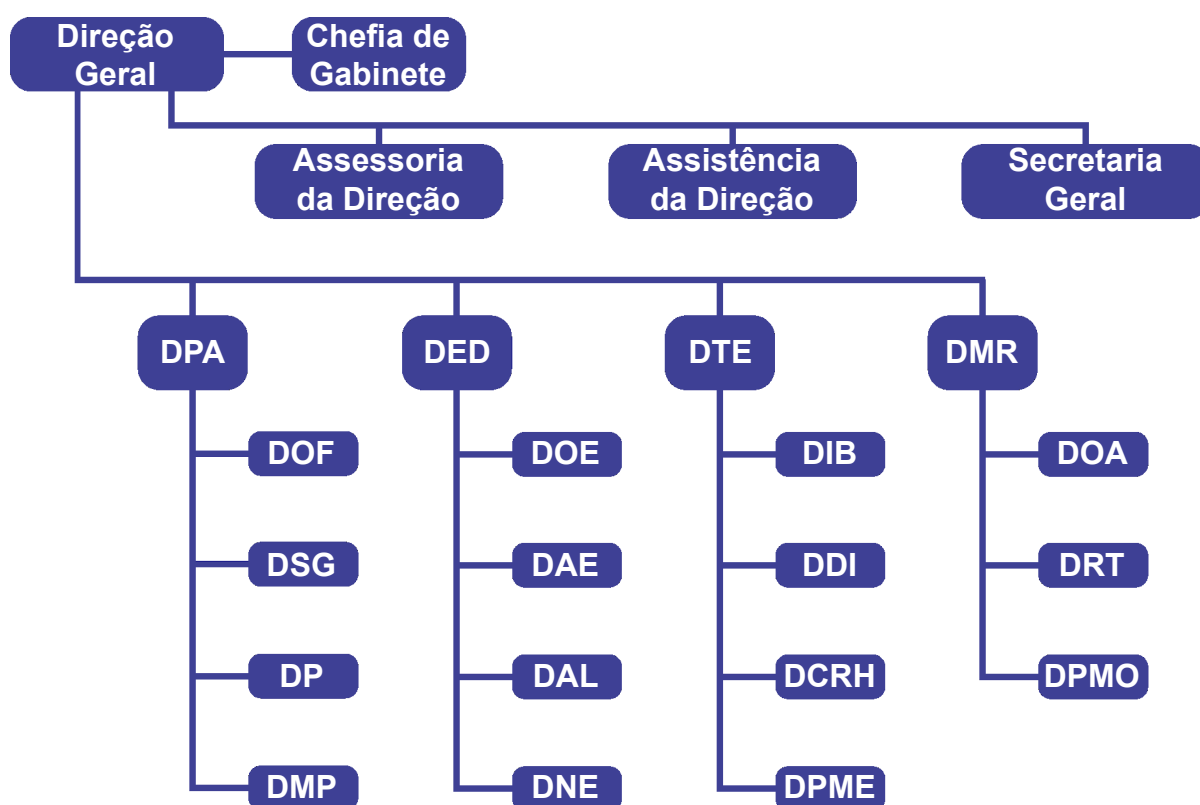 Direção
Geral
Chefia de
Gabinete
Assessoria
da Direção
Assistência
da Direção
Secretaria
Geral
DPA
DED
DTE
DMR
DOF
DOE
DIB
DOA
DSG
DAE
DDI
DRT
DP
DAL
DCRH
DPMO
DMP
DNE
DPME